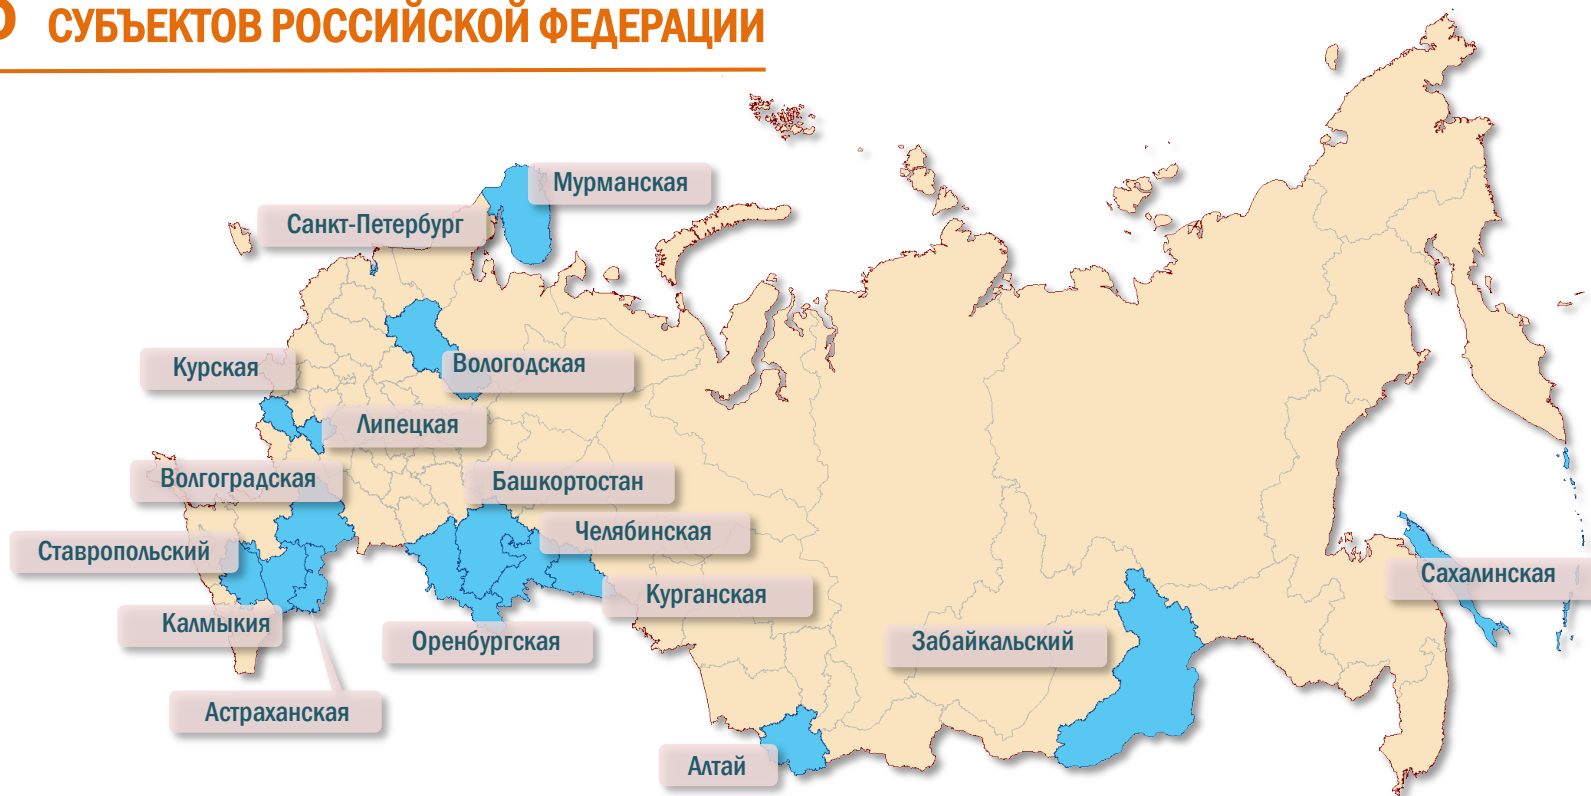 СУБЪЕКТОВ РОССИЙСКОЙ ФЕДЕРАЦИИ
Мурманская
Санкт-Петербург
Вологодская
Курская
Липецкая
Волгоградская
Башкортостан
Челябинская
Ставропольский
Курганская
Сахалинская
Калмыкия
Оренбургская
Забайкальский
Астраханская
Алтай